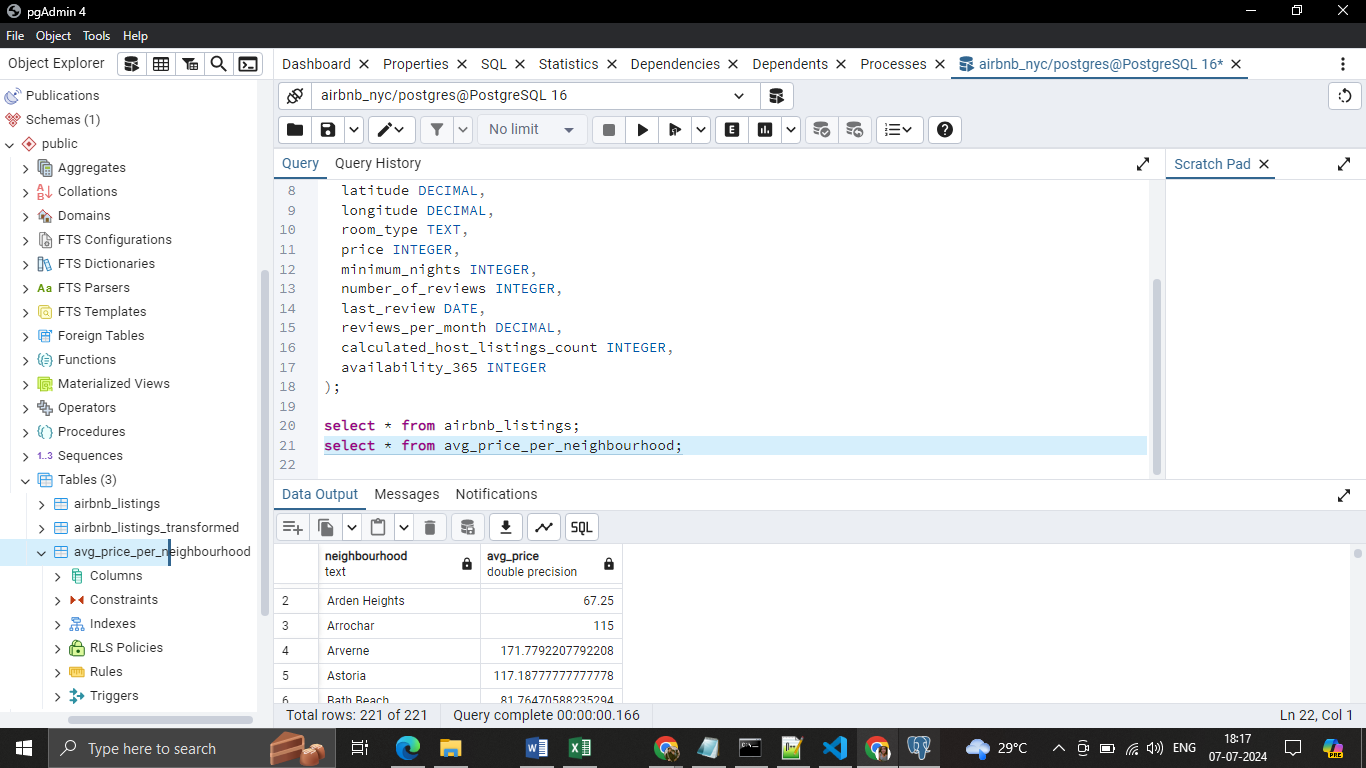 pgAdmin 4
File Object Tools Help
Object Explorer
Publications
Schemas (1)
public
Aggregates
Collations
Domains
FTS Configurations
FTS Dictionaries
Aa FTS Parsers
FTS Templates
Foreign Tables
Functions
Materialized Views
Operators
Procedures
1..3 Sequences
Tables (3)
airbnb_listings
airbnb_listings_transformed
avg_price_per_neighbourhood
Columns
Constraints
Indexes
RLS Policies
Rules
Triggers
Dashboard Properties SQL Statistics Dependencies Dependents Processes airbnb_nyc/postgres@PostgreSQL 16*
airbnb_nyc/postgres@PostgreSQL 16
No limit E
Query Query History Scratch Pad
8 latitude DECIMAL,
9 longitude DECIMAL,
10 room_type TEXT,
11 price INTEGER,
12 minimum_nights INTEGER,
13 number_of_reviews INTEGER,
14 last_review DATE,
15 reviews_per_month DECIMAL,
16 calculated_host_listings_count INTEGER,
17 availability_365 INTEGER
18 );
19
20 select * from airbnb_listings;
21 select * from avg_price_per_neighbourhood;
22
Data Output Messages Notifications
SQL
neighbourhood avg_price
text double precision
2 Arden Heights 67.25
3 Arrochar 115
4 Arverne 171.7792207792208
5 Astoria 117.18777777777778
6 Bath Beach 81.76470588235294
Total rows: 221 of 221 Query complete 00:00:00.166 Ln 22, Col 1
Type here to search 29°C ENG 18:17
07-07-2024
PRE